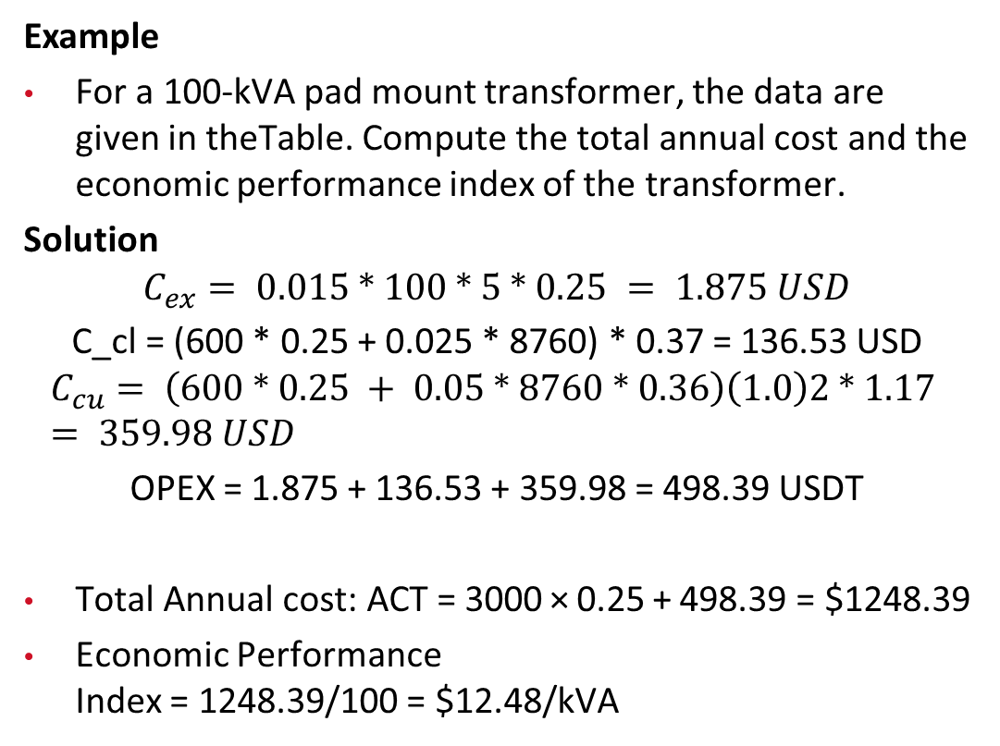 Example
• For a 100-kVA pad mount transformer, the data are
given in theTable. Compute the total annual cost and the
economic performance index of the transformer.
Solution
C_{ex} = 0.015 * 100 * 5 * 0.25 = 1.875 USD
C_cl = (600 * 0.25 + 0.025 * 8760) * 0.37 = 136.53 USD
C_{cu} = (600 * 0.25 + 0.05 * 8760 * 0.36)(1.0)2 * 1.17
= 359.98 USD
OPEX = 1.875 + 136.53 + 359.98 = 498.39 USDT
• Total Annual cost: ACT = 3000 × 0.25 + 498.39 = $1248.39
• Economic Performance
Index = 1248.39/100 = $12.48/kVA